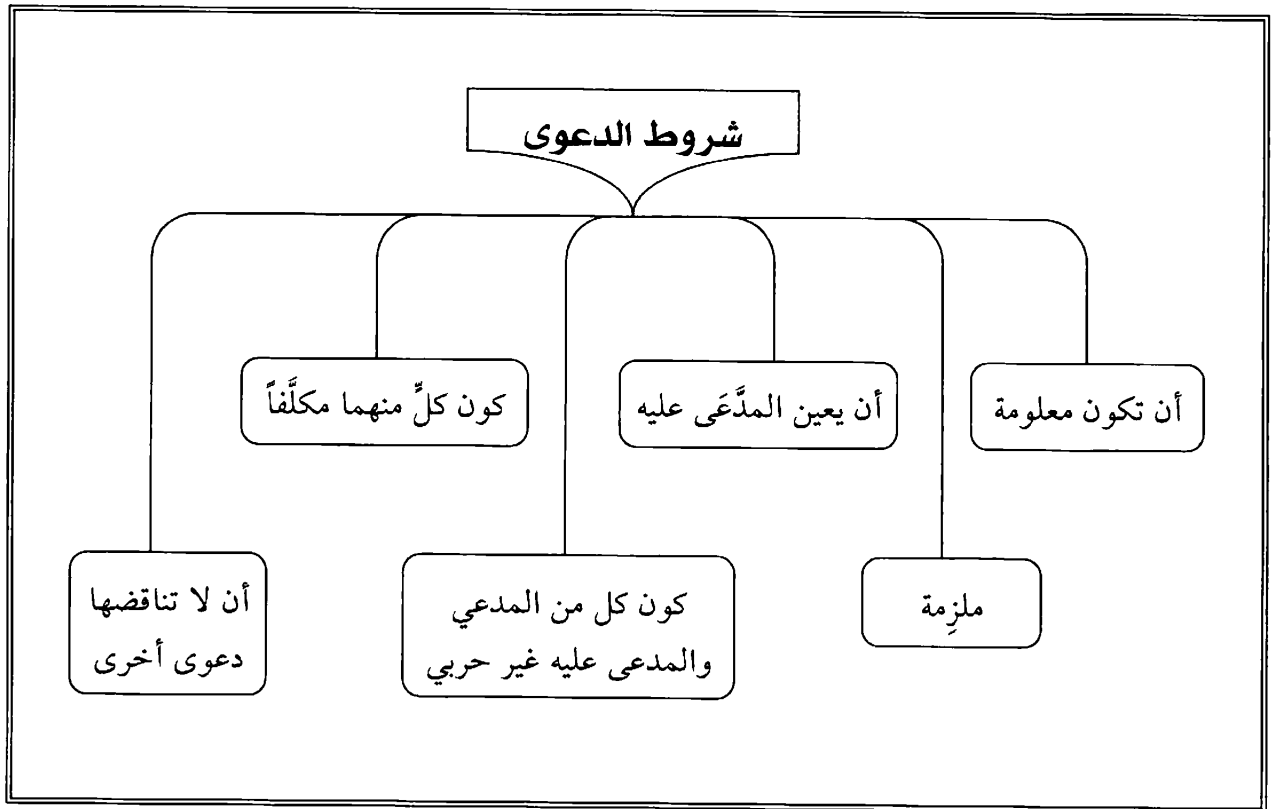 شروط الدعوى
أن تكون معلومة
ملزِمة
أن يعين المدَّعَى عليه
كون كل من المدعي
والمدعى عليه غير حربي
كون كلٍّ منهما مكلَّفاً
أن لا تناقضها
دعوى أخرى